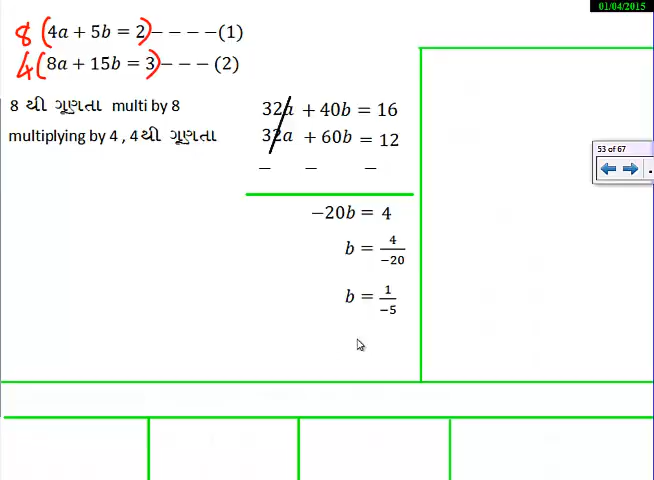 01/04/2015
8(4a + 5b = 2)− − − −(1)
4(8a + 15b = 3)− − − (2)
8 થી ગૂણતા multi by 8
multiplying by 4 , 4થી ગૂણતા
32a + 40b = 16
32a + 60b = 12
− − −
−20b = 4
b = 4/−20
b = 1/−5
53 of 67